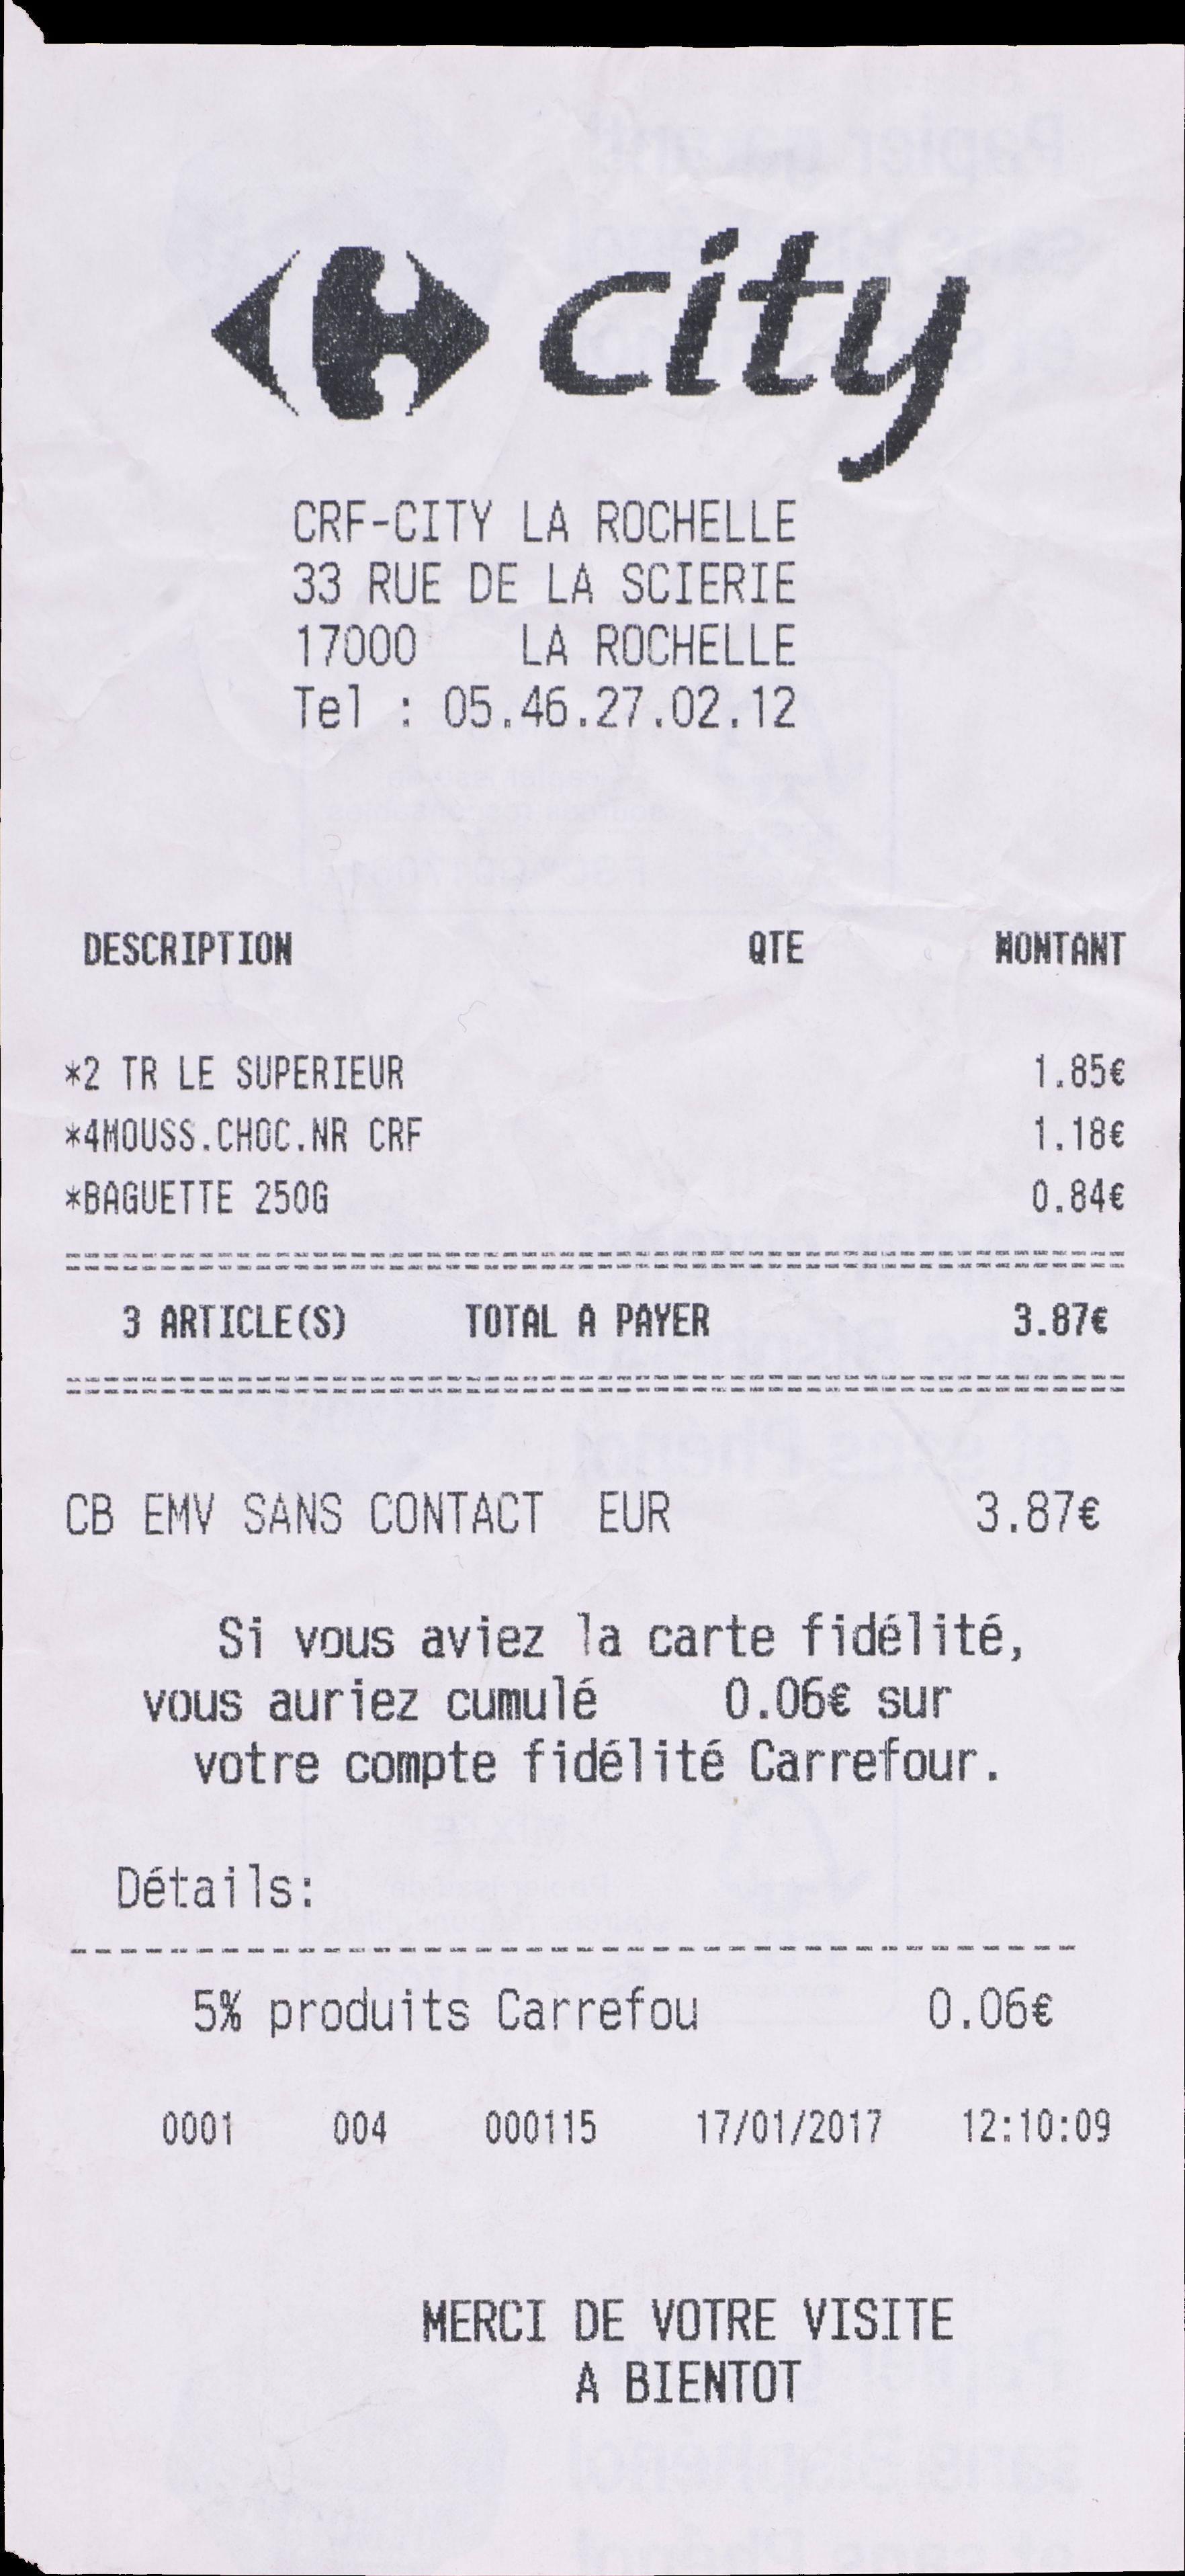 city
CRF-CITY LA ROCHELLE
33 RUE DE LA SCIERIE
17000 LA ROCHELLE
Tel : 05.46.27.02.12
DESCRIPTION QTE MONTANT
*2 TR LE SUPERIEUR 1.85€
*4MOUSS.CHOC.NR CRF 1.18€
*BAGUETTE 250G 0.84€
3 ARTICLE(S) TOTAL A PAYER 3.87€
CB EMV SANS CONTACT EUR 3.87€
Si vous aviez la carte fidélité,
vous auriez cumulé 0.06€ sur
votre compte fidélité Carrefour.
Détails:
5% produits Carrefou 0.06€
0001 004 000115 17/01/2017 12:10:09
MERCI DE VOTRE VISITE
A BIENTOT